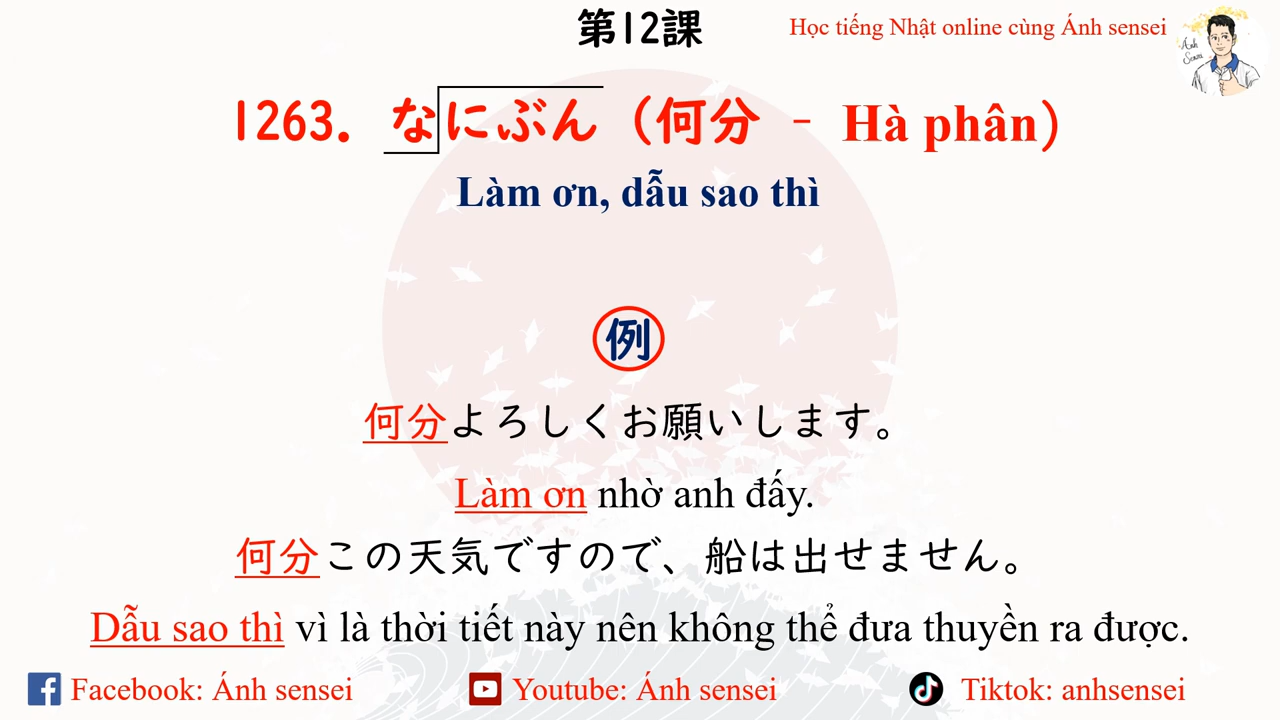 第12課
Học tiếng Nhật online cùng Ánh sensei
Ánh Sensei
1263. なにぶん（何分 - Hà phân）
Làm ơn, dẫu sao thì
例
何分よろしくお願いします。
Làm ơn nhờ anh đấy.
何分この天気ですので、船は出せません。
Dẫu sao thì vì là thời tiết này nên không thể đưa thuyền ra được.
Facebook: Ánh sensei
Youtube: Ánh sensei
Tiktok: anhsensei